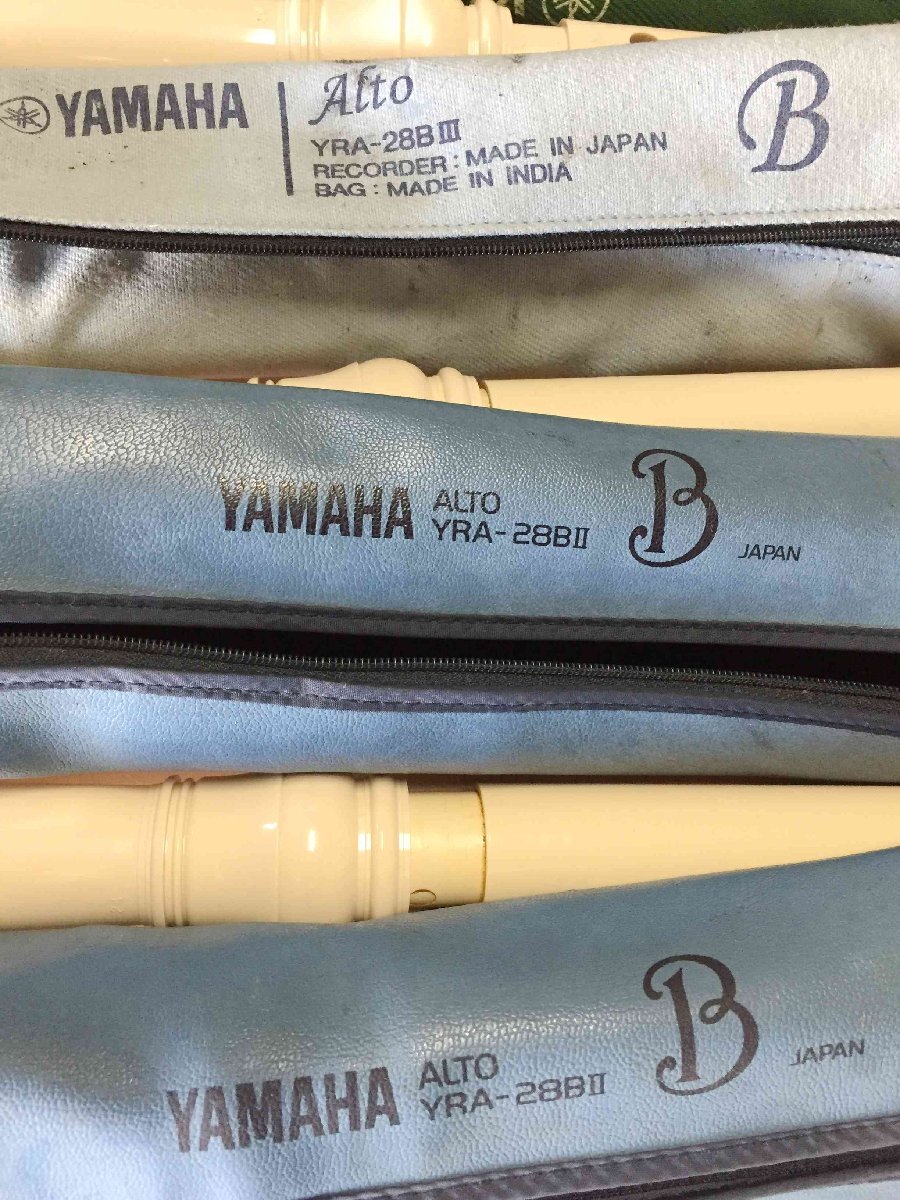 YAMAHA
Alto
YRA-28BⅢ
RECORDER: MADE IN JAPAN
BAG: MADE IN INDIA
B
YAMAHA
ALTO
YRA-28BⅡ
B
JAPAN
YAMAHA
ALTO
YRA-28BⅡ
B
JAPAN